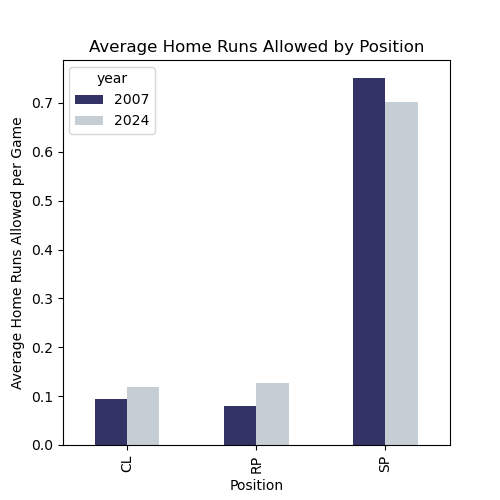 Average Home Runs Allowed by Position
year
2007
2024
Average Home Runs Allowed per Game
0.7
0.6
0.5
0.4
0.3
0.2
0.1
0.0
CL
RP
SP
Position